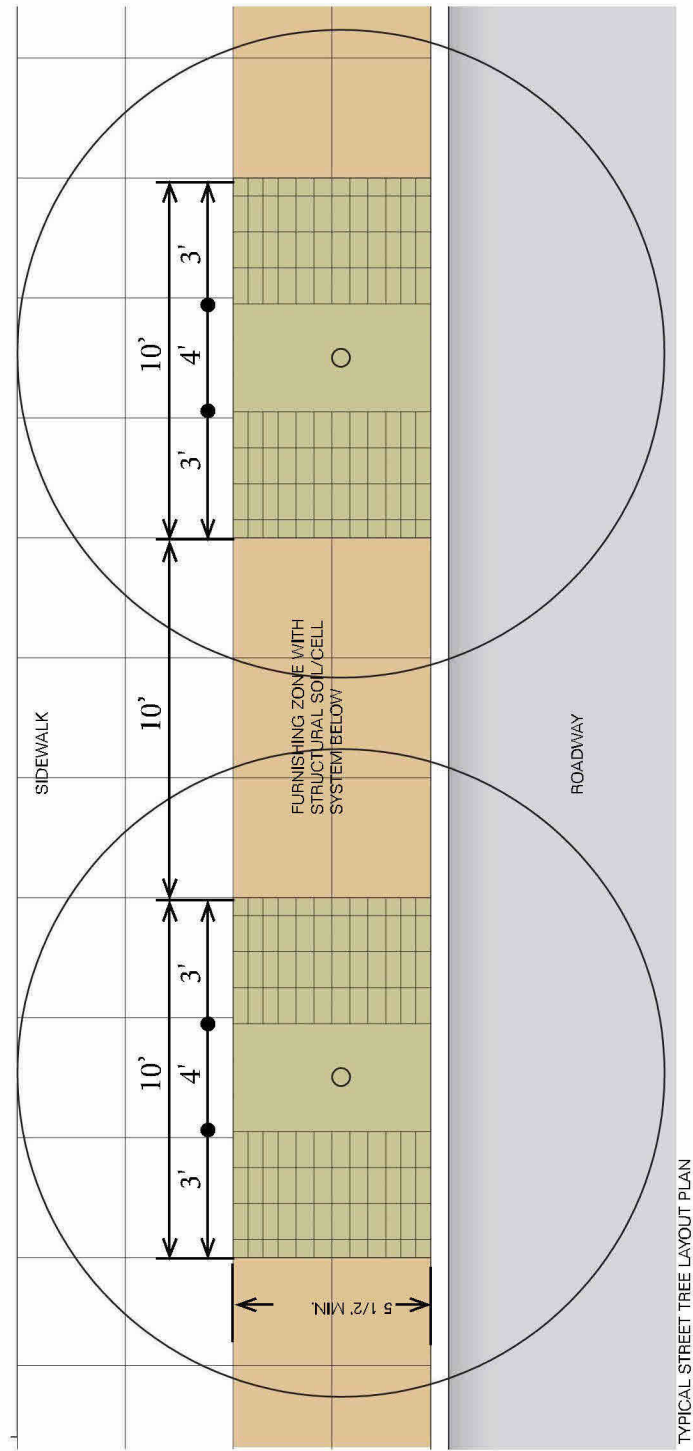 SIDEWALK
10’
10’
10’
3'
4'
3'
3'
4'
3'
FURNISHING ZONE WITH
STRUCTURAL SOIL/CELL
SYSTEM BELOW
5 1/2' MIN.
ROADWAY
TYPICAL STREET TREE LAYOUT PLAN